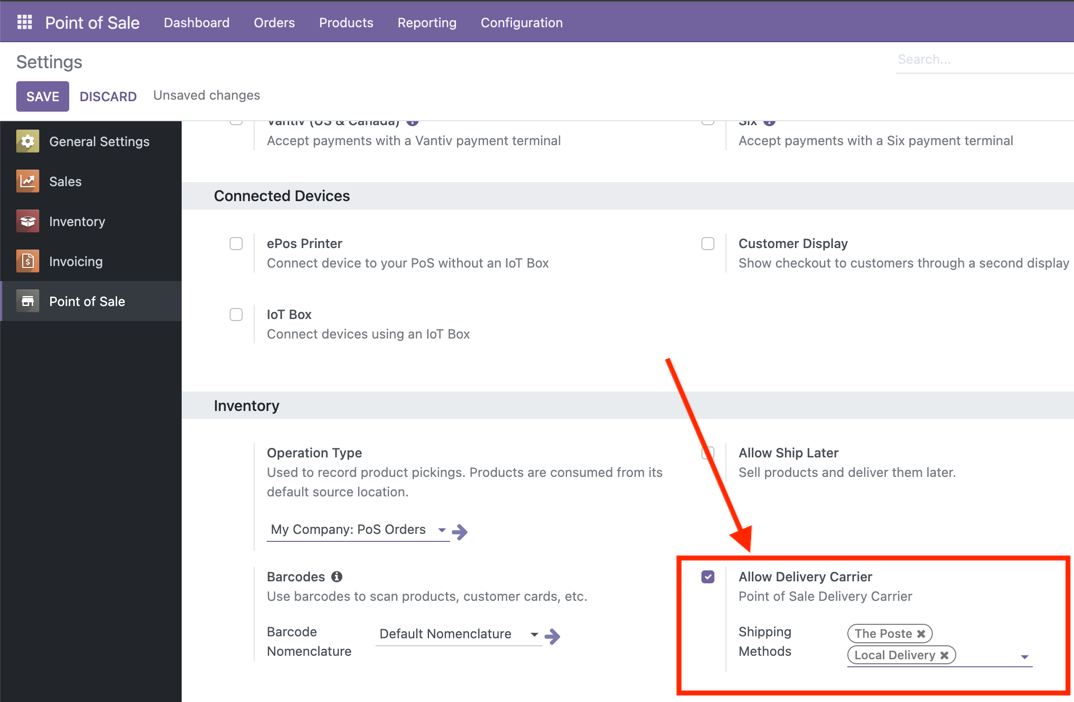 Point of Sale Dashboard Orders Products Reporting Configuration
Settings
Search...
SAVE DISCARD Unsaved changes
General Settings
Sales
Inventory
Invoicing
Point of Sale
Vantiv (US & Canada)
Accept payments with a Vantiv payment terminal
Six
Accept payments with a Six payment terminal
Connected Devices
ePos Printer
Connect device to your PoS without an IoT Box
Customer Display
Show checkout to customers through a second display
IoT Box
Connect devices using an IoT Box
Inventory
Operation Type
Used to record product pickings. Products are consumed from its
default source location.
My Company: PoS Orders
Allow Ship Later
Sell products and deliver them later.
Barcodes
Use barcodes to scan products, customer cards, etc.
Barcode
Nomenclature
Default Nomenclature
Allow Delivery Carrier
Point of Sale Delivery Carrier
Shipping
Methods
The Poste
Local Delivery